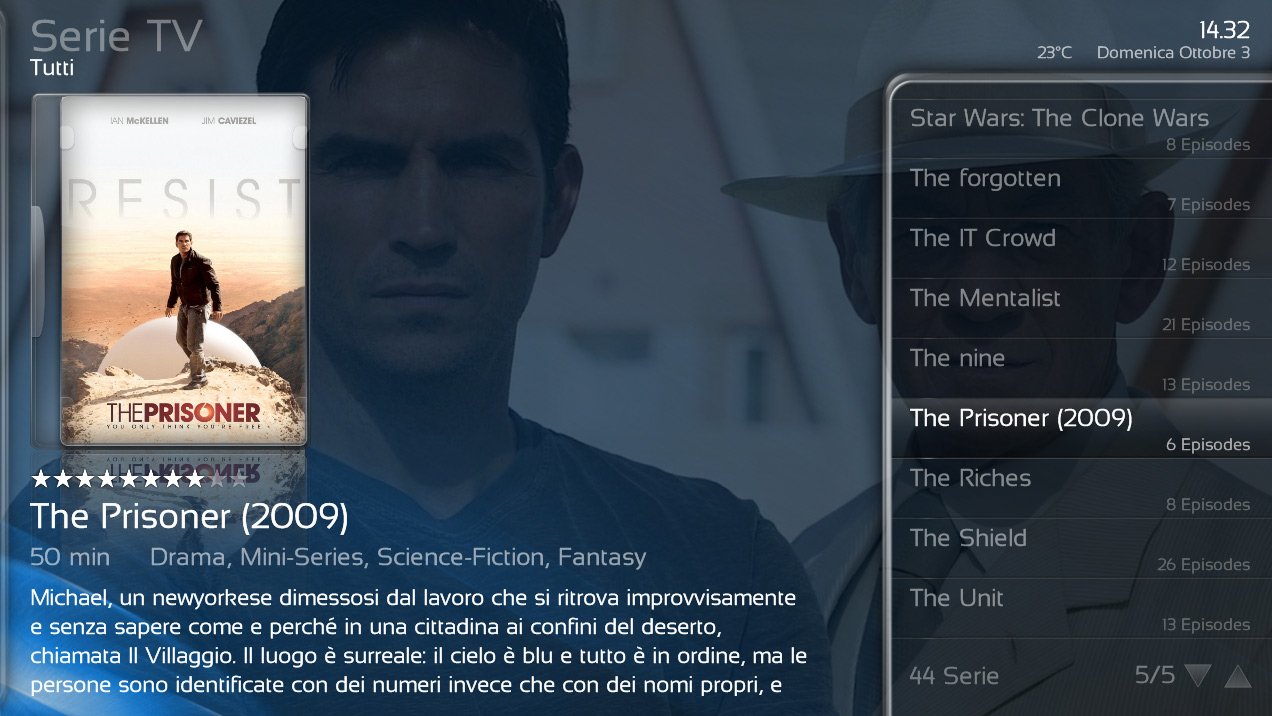 Serie TV
Tutti
14.32
23°C Domenica Ottobre 3
IAN McKELLEN JIM CAVIEZEL
RESIST
THE PRISONER
YOU ONLY THINK YOU'RE FREE
The Prisoner (2009)
50 min Drama, Mini-Series, Science-Fiction, Fantasy
Michael, un newyorkese dimessosi dal lavoro che si ritrova improvvisamente
e senza sapere come e perché in una cittadina ai confini del deserto,
chiamata Il Villaggio. Il luogo è surreale: il cielo è blu e tutto è in ordine, ma le
persone sono identificate con dei numeri invece che con dei nomi propri, e
Star Wars: The Clone Wars
8 Episodes
The forgotten
7 Episodes
The IT Crowd
12 Episodes
The Mentalist
21 Episodes
The nine
13 Episodes
The Prisoner (2009)
6 Episodes
The Riches
8 Episodes
The Shield
26 Episodes
The Unit
13 Episodes
44 Serie 5/5